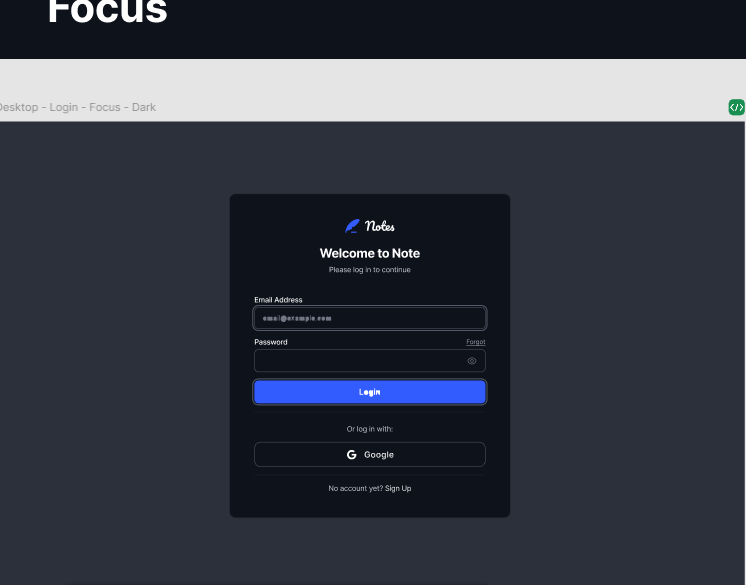 Focus
Desktop - Login - Focus - Dark
Notes
Welcome to Note
Please log in to continue
Email Address
email@example.com
Password Forgot
Login
Or log in with:
Google
No account yet? Sign Up